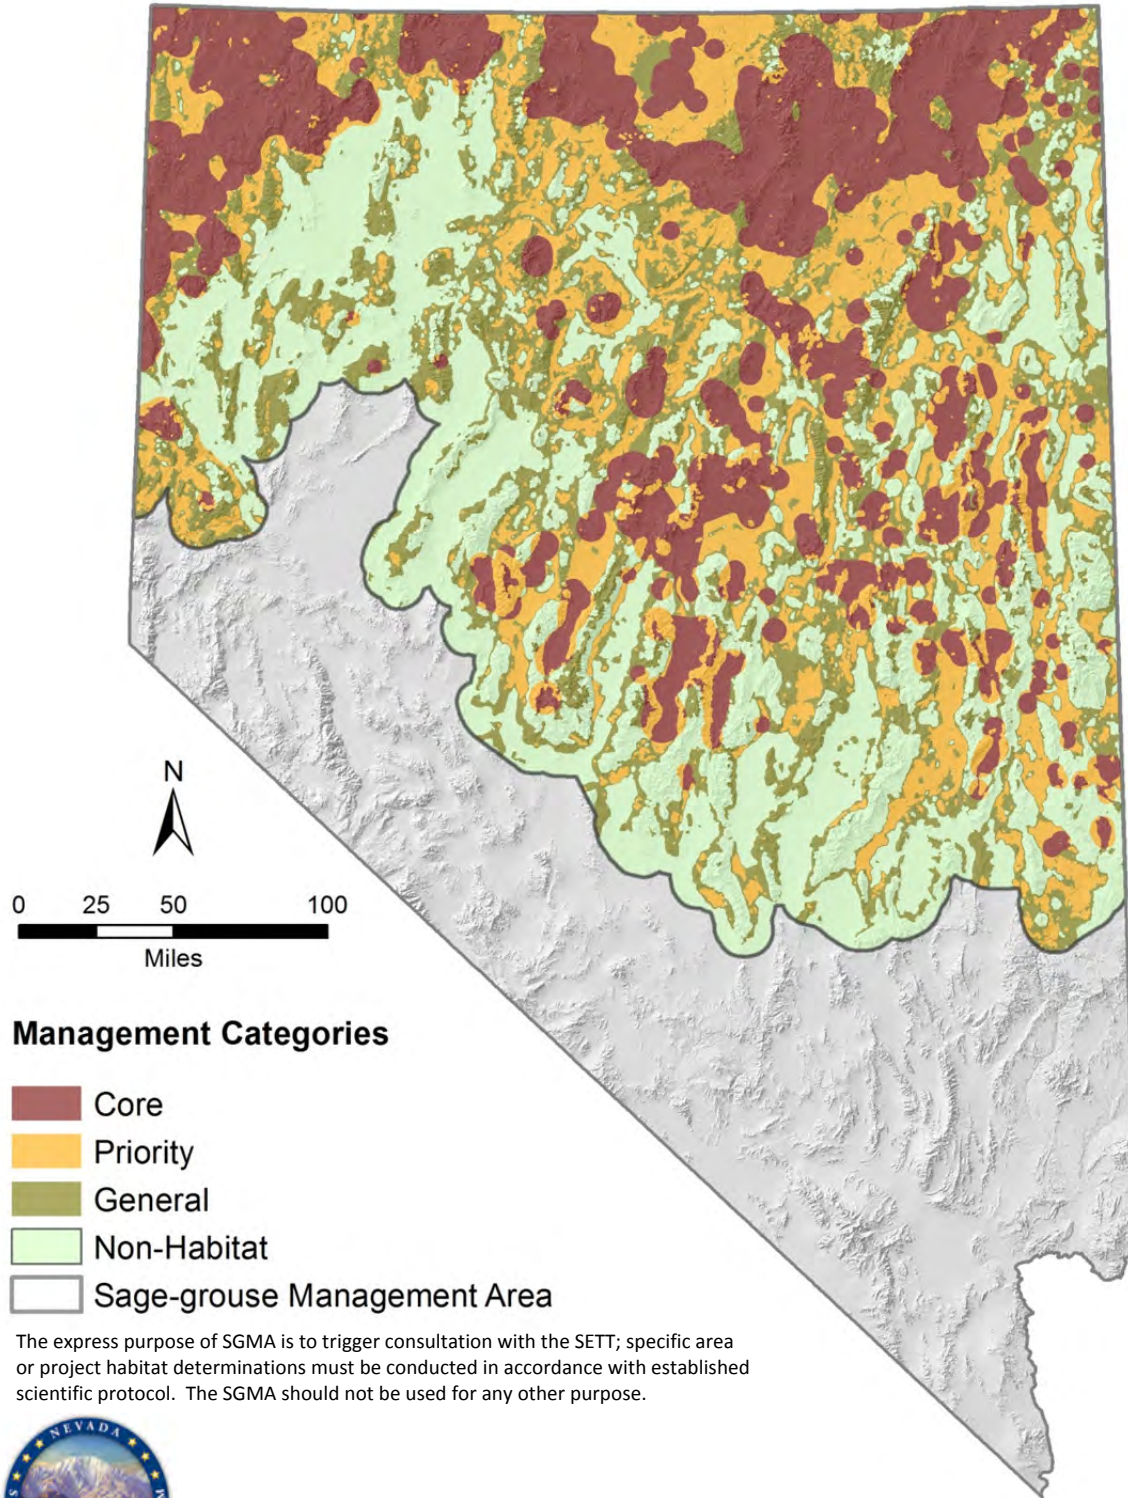 N
0 25 50 100
Miles
Management Categories
Core
Priority
General
Non-Habitat
Sage-grouse Management Area
The express purpose of SGMA is to trigger consultation with the SETT; specific area
or project habitat determinations must be conducted in accordance with established
scientific protocol.  The SGMA should not be used for any other purpose.
NEVADA